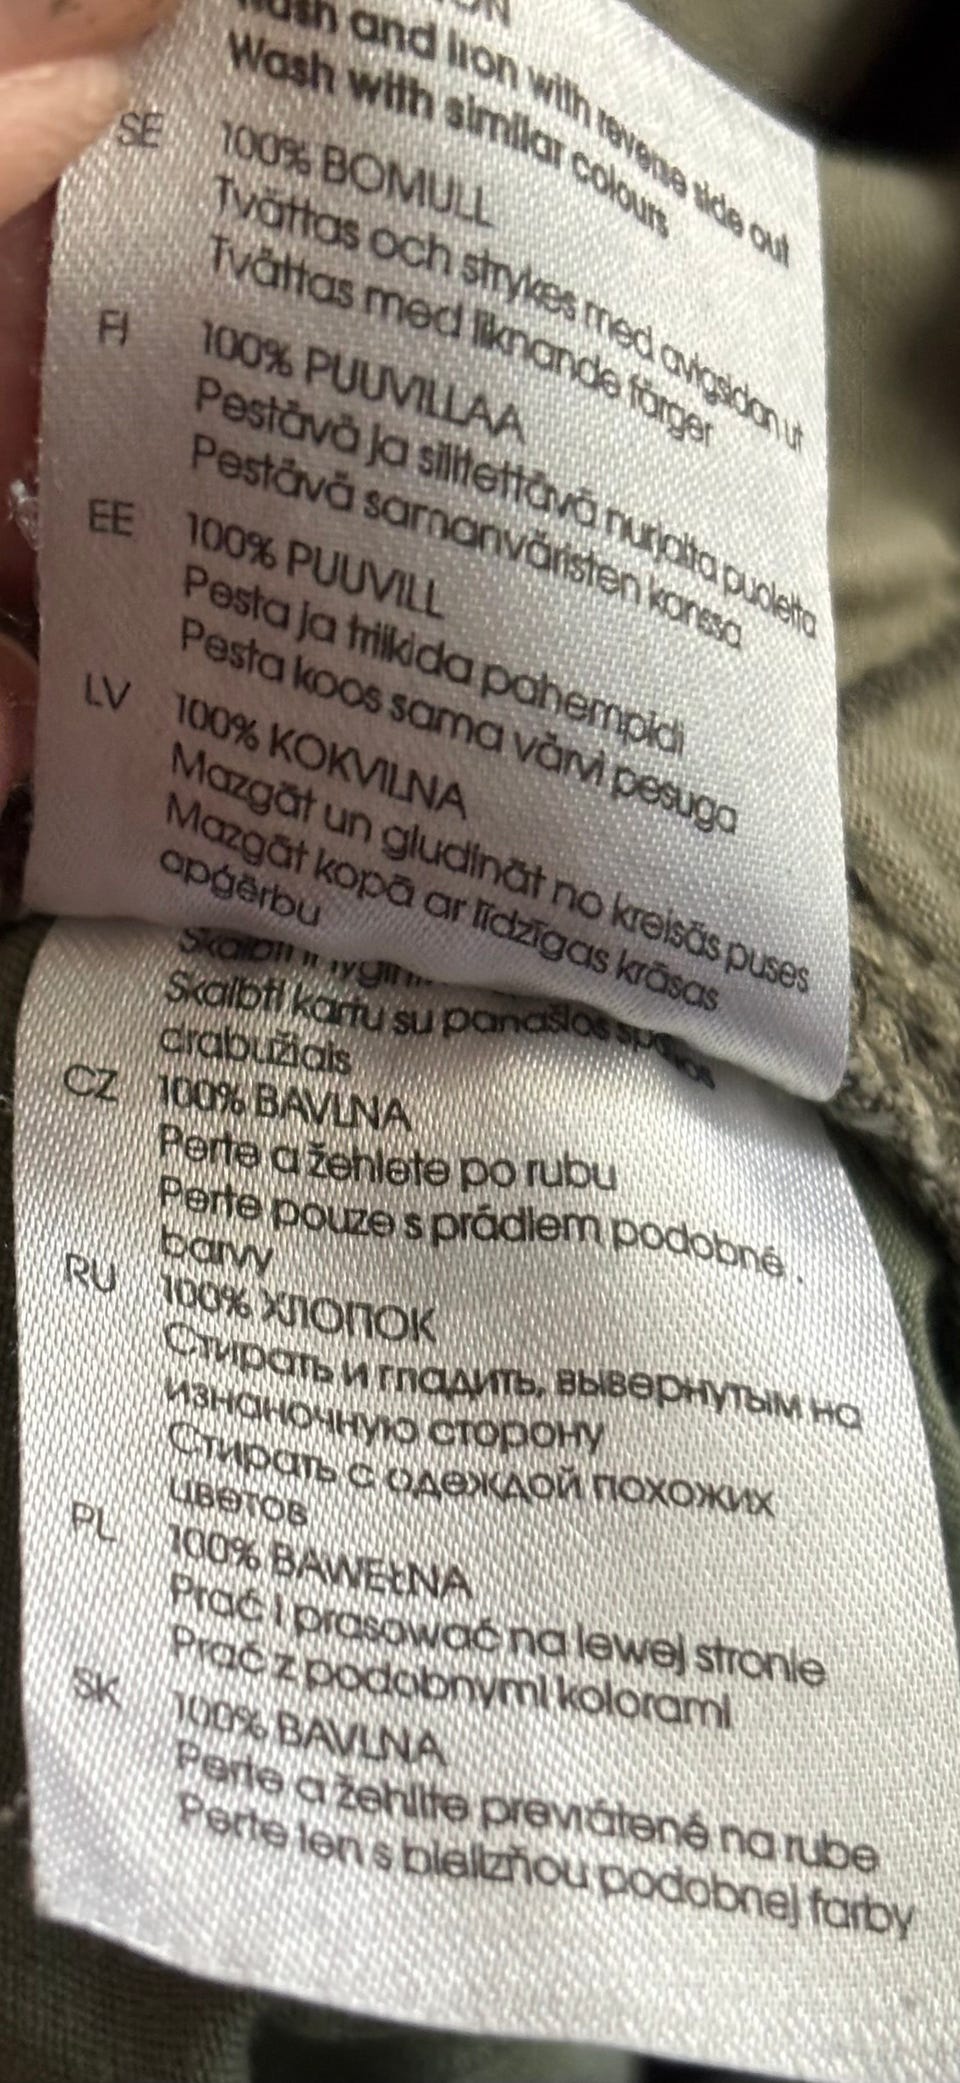 and iron with reverse side out
Wash with similar colours
SE 100% BOMULL
Tvättas och strykes med avigsidan ut
Tvättas med liknande färger
FI 100% PUUVILLAA
Pestävä ja silitettävä nurjalta puolelta
Pestävä samanväristen kanssa
EE 100% PUUVILL
Pesta ja triikida pahempidi
Pesta koos sama värvi pesuga
LV 100% KOKVILNA
Mazgāt un gludināt no kreisās puses
Mazgāt kopā ar līdzīgas krāsas
apģērbu
Skalbti ir
Skalbti kartu su panašios
drabužiais
CZ 100% BAVLNA
Perte a žehlete po rubu
Perte pouze s prádlem podobné .
barvy
RU 100% ХЛОПОК
Стирать и гладить, вывернутым на
изнаночную сторону
Стирать с одеждой похожих
цветов
PL 100% BAWEŁNA
Prać i prasować na lewej stronie
Prać z podobnymi kolorami
SK 100% BAVLNA
Perte a žehlite prevrátené na rube
Perte len s bielizňou podobnej farby